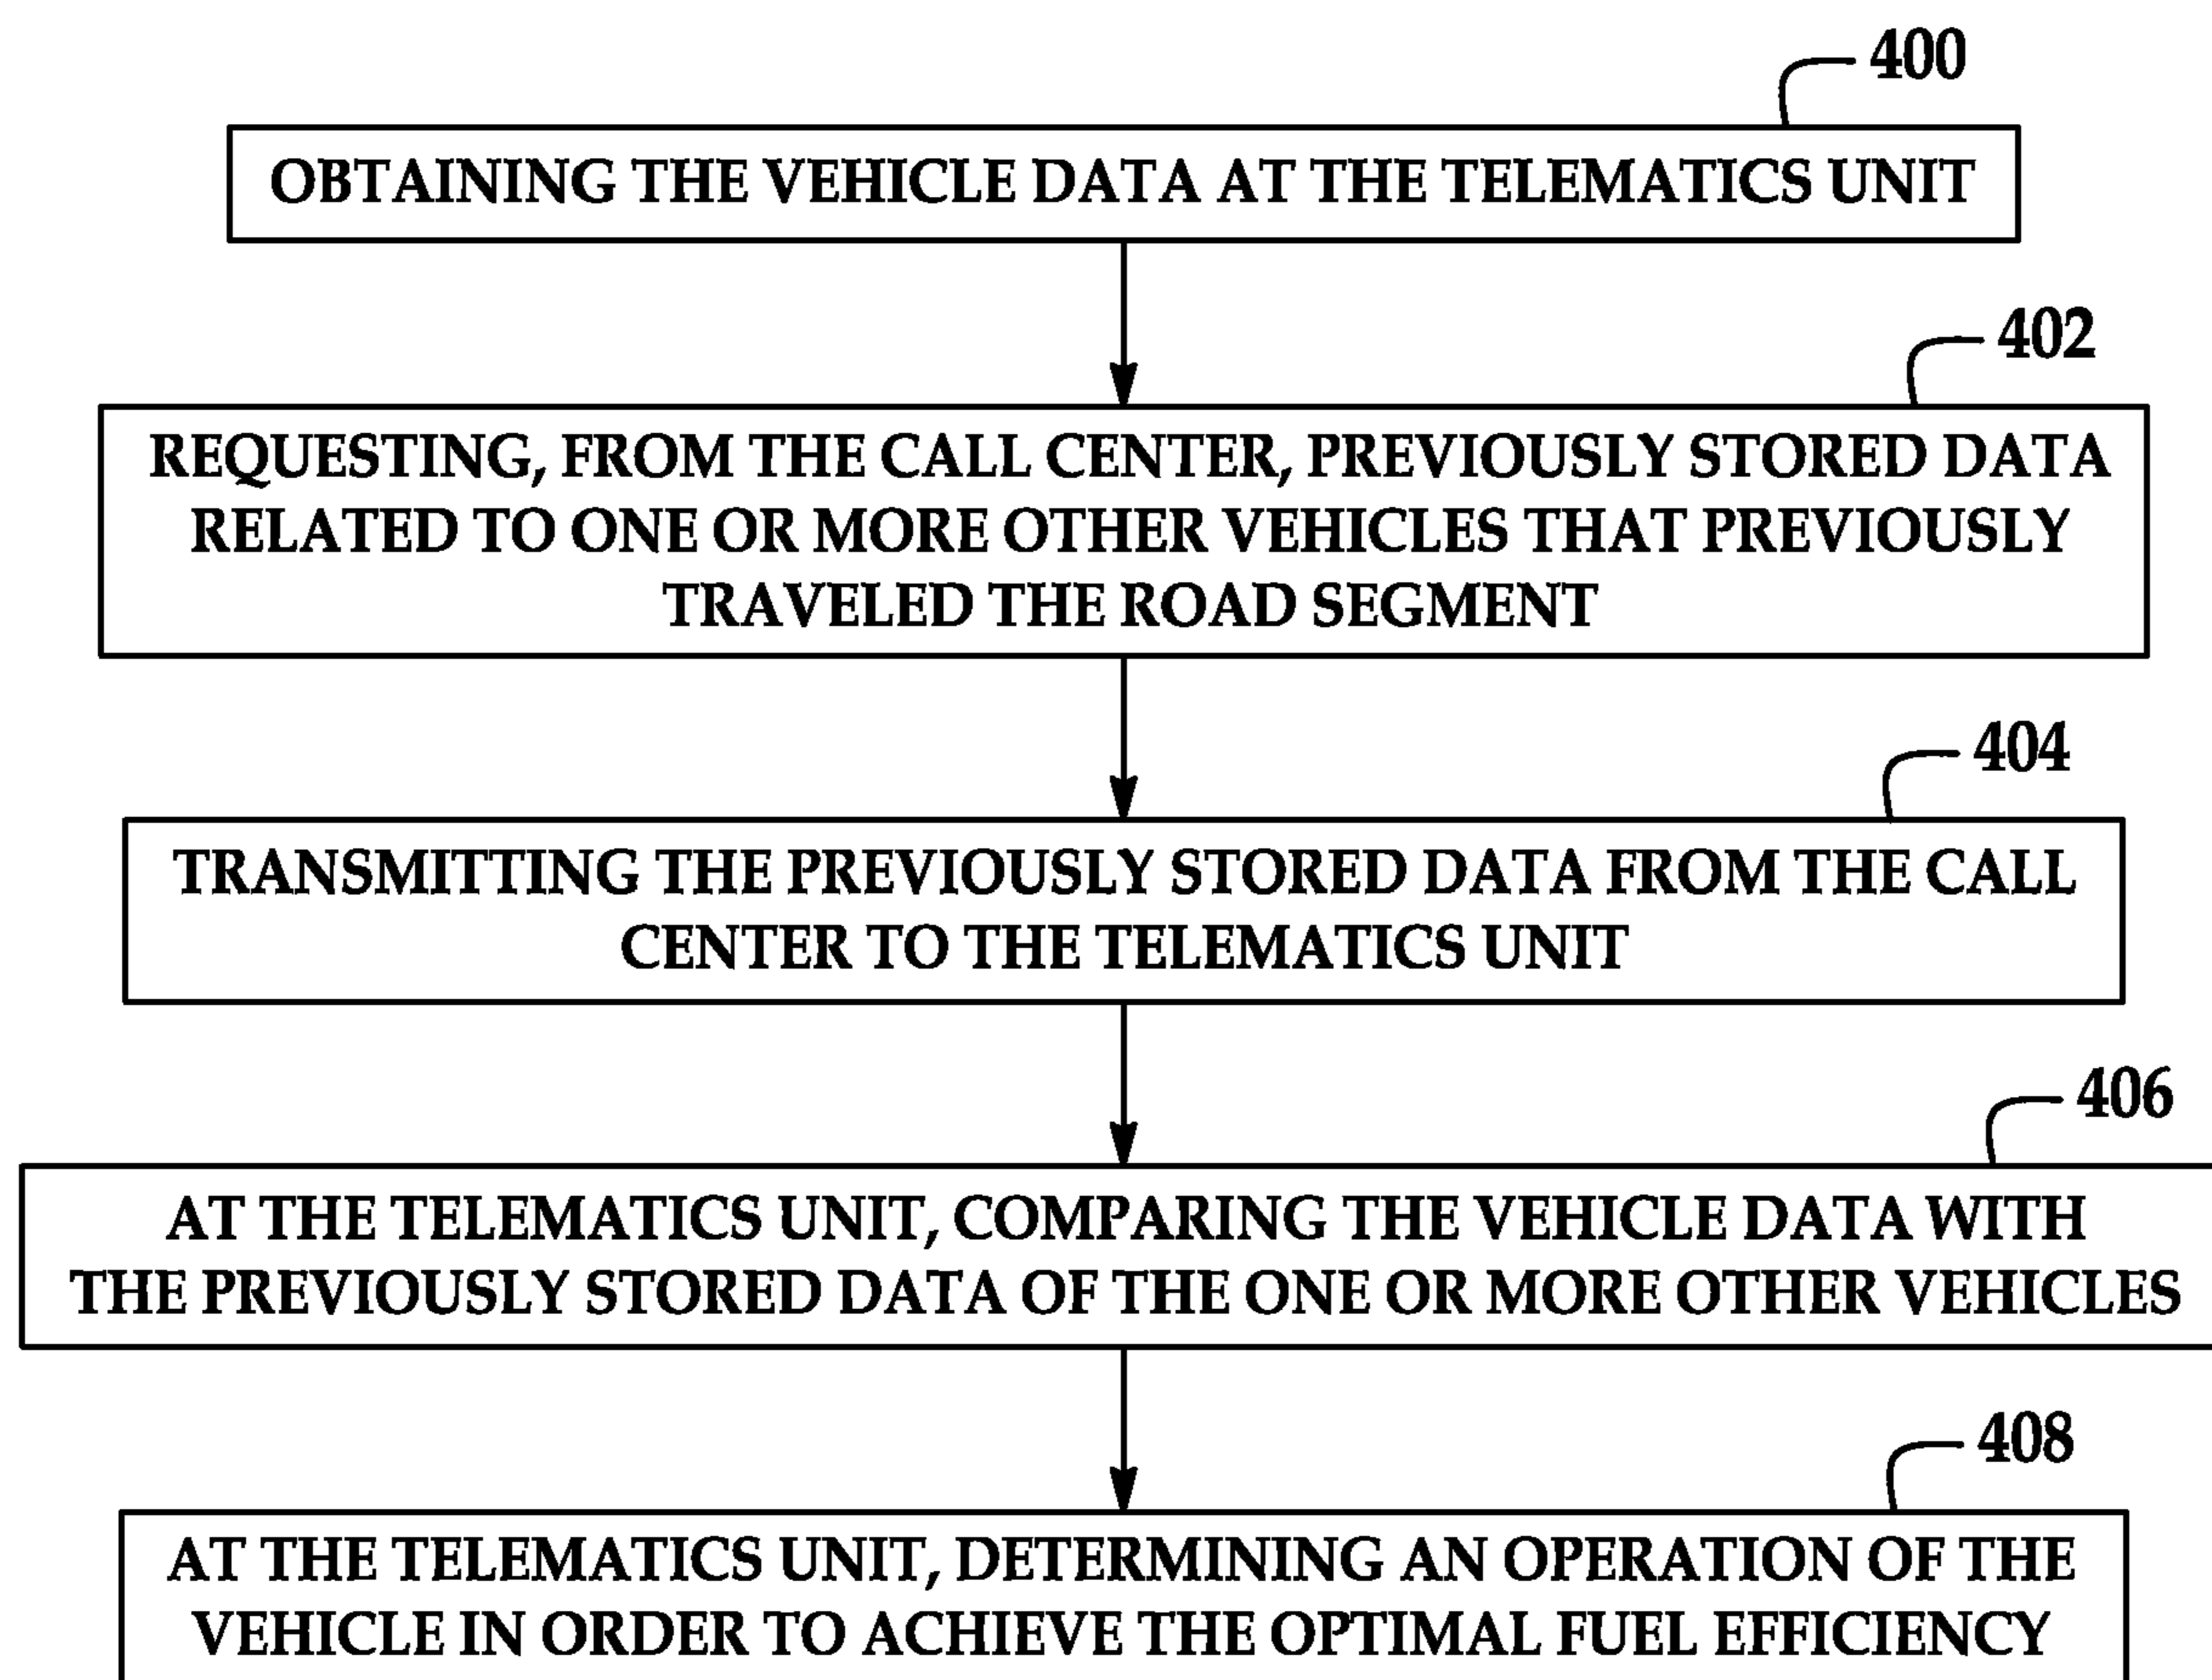 400
OBTAINING THE VEHICLE DATA AT THE TELEMATICS UNIT
402
REQUESTING, FROM THE CALL CENTER, PREVIOUSLY STORED DATA
RELATED TO ONE OR MORE OTHER VEHICLES THAT PREVIOUSLY
TRAVELED THE ROAD SEGMENT
404
TRANSMITTING THE PREVIOUSLY STORED DATA FROM THE CALL
CENTER TO THE TELEMATICS UNIT
406
AT THE TELEMATICS UNIT, COMPARING THE VEHICLE DATA WITH
THE PREVIOUSLY STORED DATA OF THE ONE OR MORE OTHER VEHICLES
408
AT THE TELEMATICS UNIT, DETERMINING AN OPERATION OF THE
VEHICLE IN ORDER TO ACHIEVE THE OPTIMAL FUEL EFFICIENCY